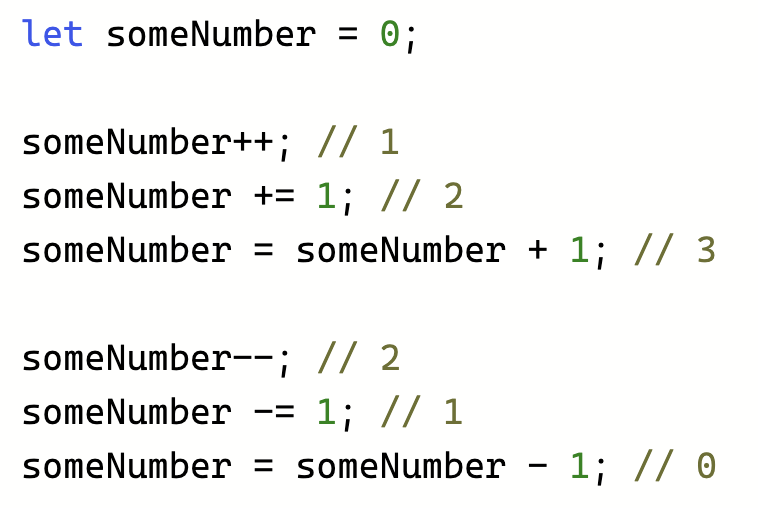 let someNumber = 0;
someNumber++; // 1
someNumber += 1; // 2
someNumber = someNumber + 1; // 3
someNumber--; // 2
someNumber -= 1; // 1
someNumber = someNumber - 1; // 0